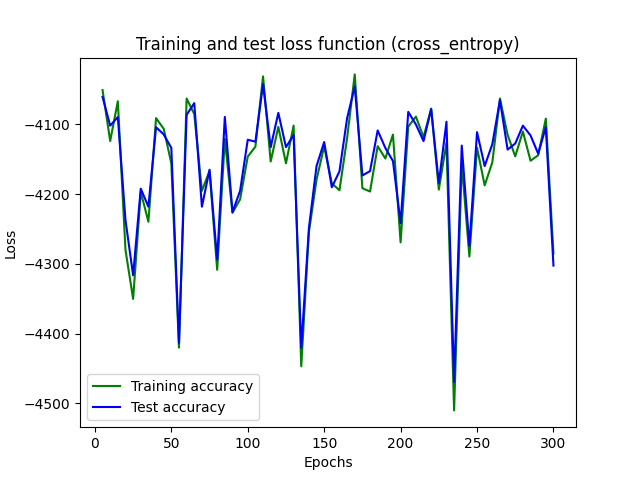 Training and test loss function (cross_entropy)
−4100
−4200
−4300
−4400
−4500
Loss
Training accuracy
Test accuracy
0 50 100 150 200 250 300
Epochs